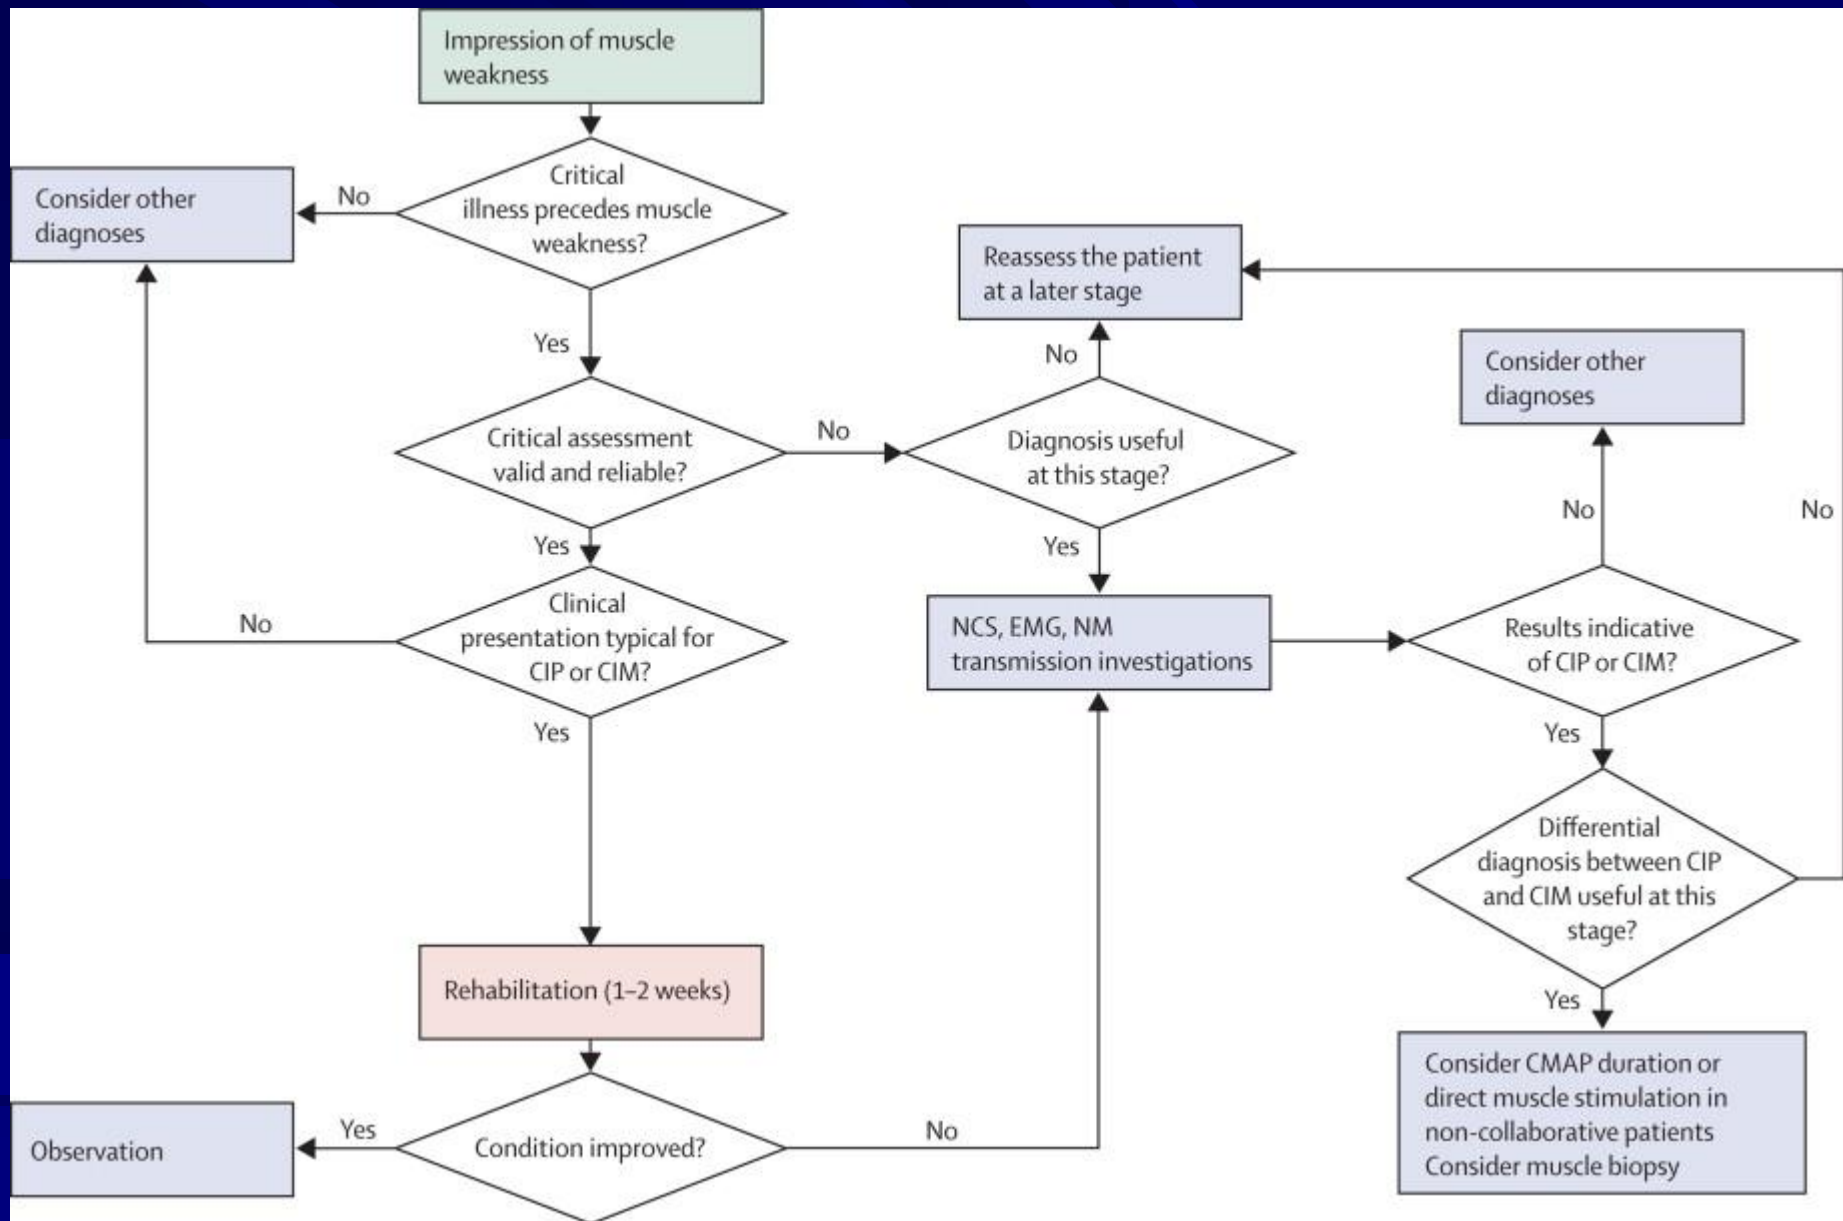 Impression of muscle
weakness
Critical
illness precedes muscle
weakness?
No
Consider other
diagnoses
Yes
Critical assessment
valid and reliable?
No
Diagnosis useful
at this stage?
No
Reassess the patient
at a later stage
Yes
Yes
Clinical
presentation typical for
CIP or CIM?
No
Yes
NCS, EMG, NM
transmission investigations
Results indicative
of CIP or CIM?
No
Consider other
diagnoses
Yes
Differential
diagnosis between CIP
and CIM useful at this
stage?
No
Yes
Consider CMAP duration or
direct muscle stimulation in
non-collaborative patients
Consider muscle biopsy
Rehabilitation (1–2 weeks)
Condition improved?
Yes
Observation
No